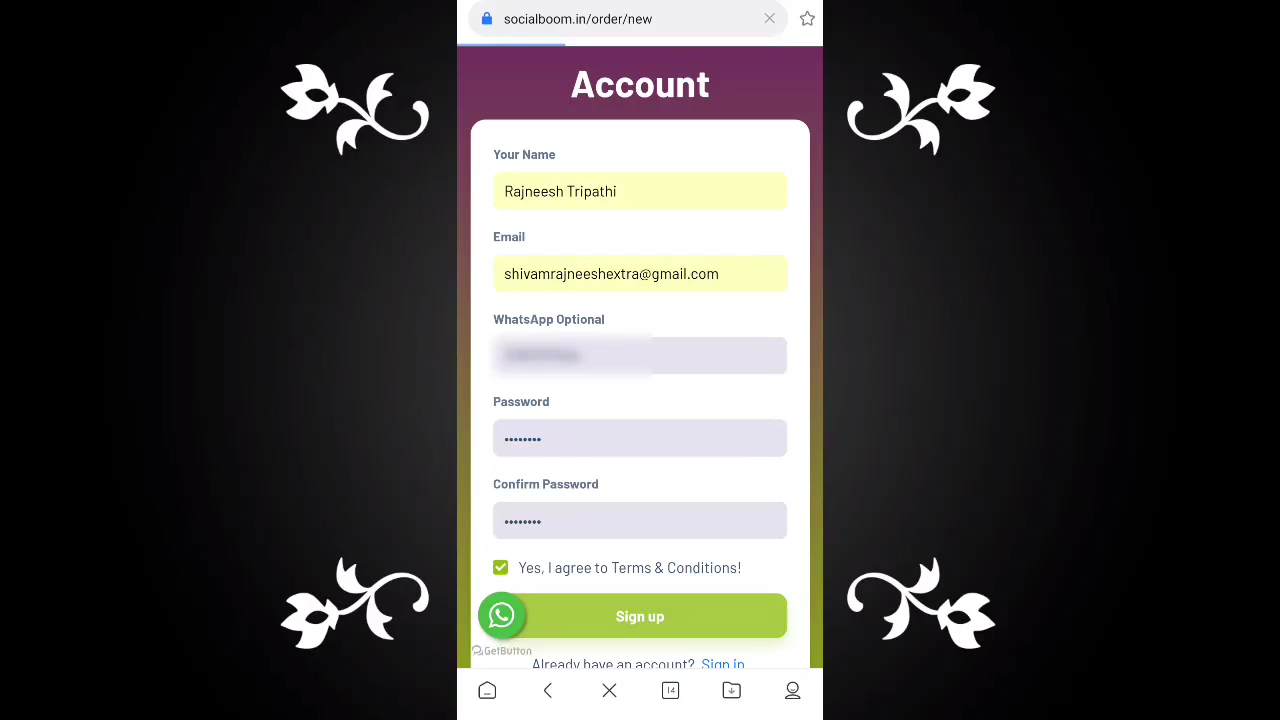 socialboom.in/order/new
Account
Your Name
Rajneesh Tripathi
Email
shivamrajneeshextra@gmail.com
WhatsApp Optional
Password
••••••••
Confirm Password
••••••••
Yes, I agree to Terms & Conditions!
Sign up
GetButton
Already have an account? Sign in
14